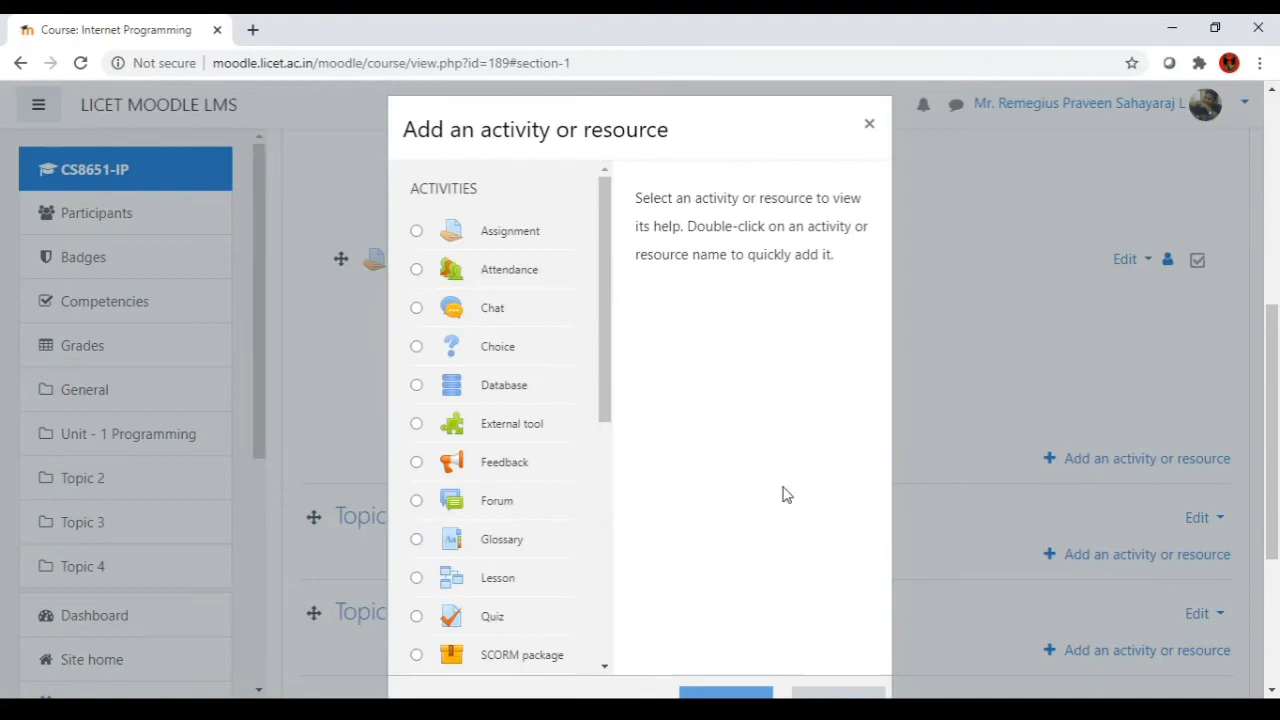 Course: Internet Programming
Not secure
moodle.licet.ac.in/moodle/course/view.php?id=189#section-1
LICET MOODLE LMS
Mr. Remegius Praveen Sahayaraj L
CS8651-IP
Participants
Badges
Competencies
Grades
General
Unit - 1 Programming
Topic 2
Topic 3
Topic 4
Dashboard
Site home
Add an activity or resource
ACTIVITIES
Assignment
Attendance
Chat
Choice
Database
External tool
Feedback
Forum
Glossary
Lesson
Quiz
SCORM package
Select an activity or resource to view
its help. Double-click on an activity or
resource name to quickly add it.
Edit
Add an activity or resource
Topic
Edit
Add an activity or resource
Topic
Edit
Add an activity or resource